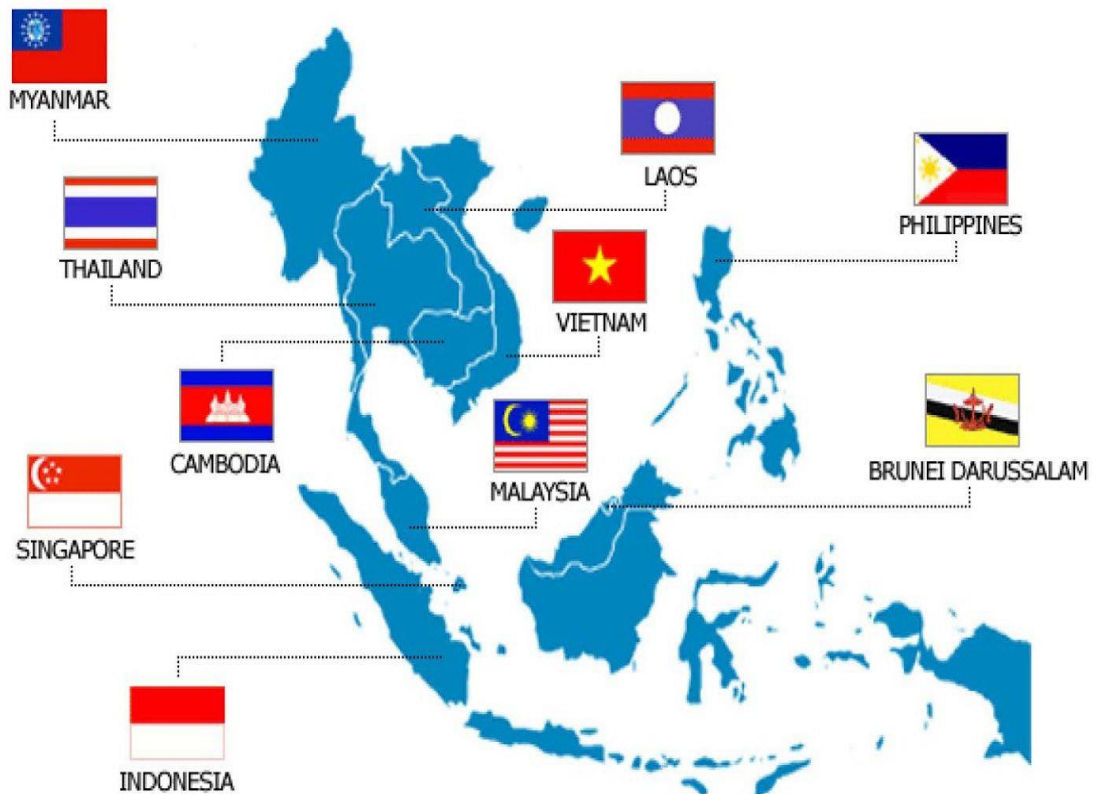 MYANMAR
LAOS
PHILIPPINES
THAILAND
VIETNAM
CAMBODIA
MALAYSIA
BRUNEI DARUSSALAM
SINGAPORE
INDONESIA